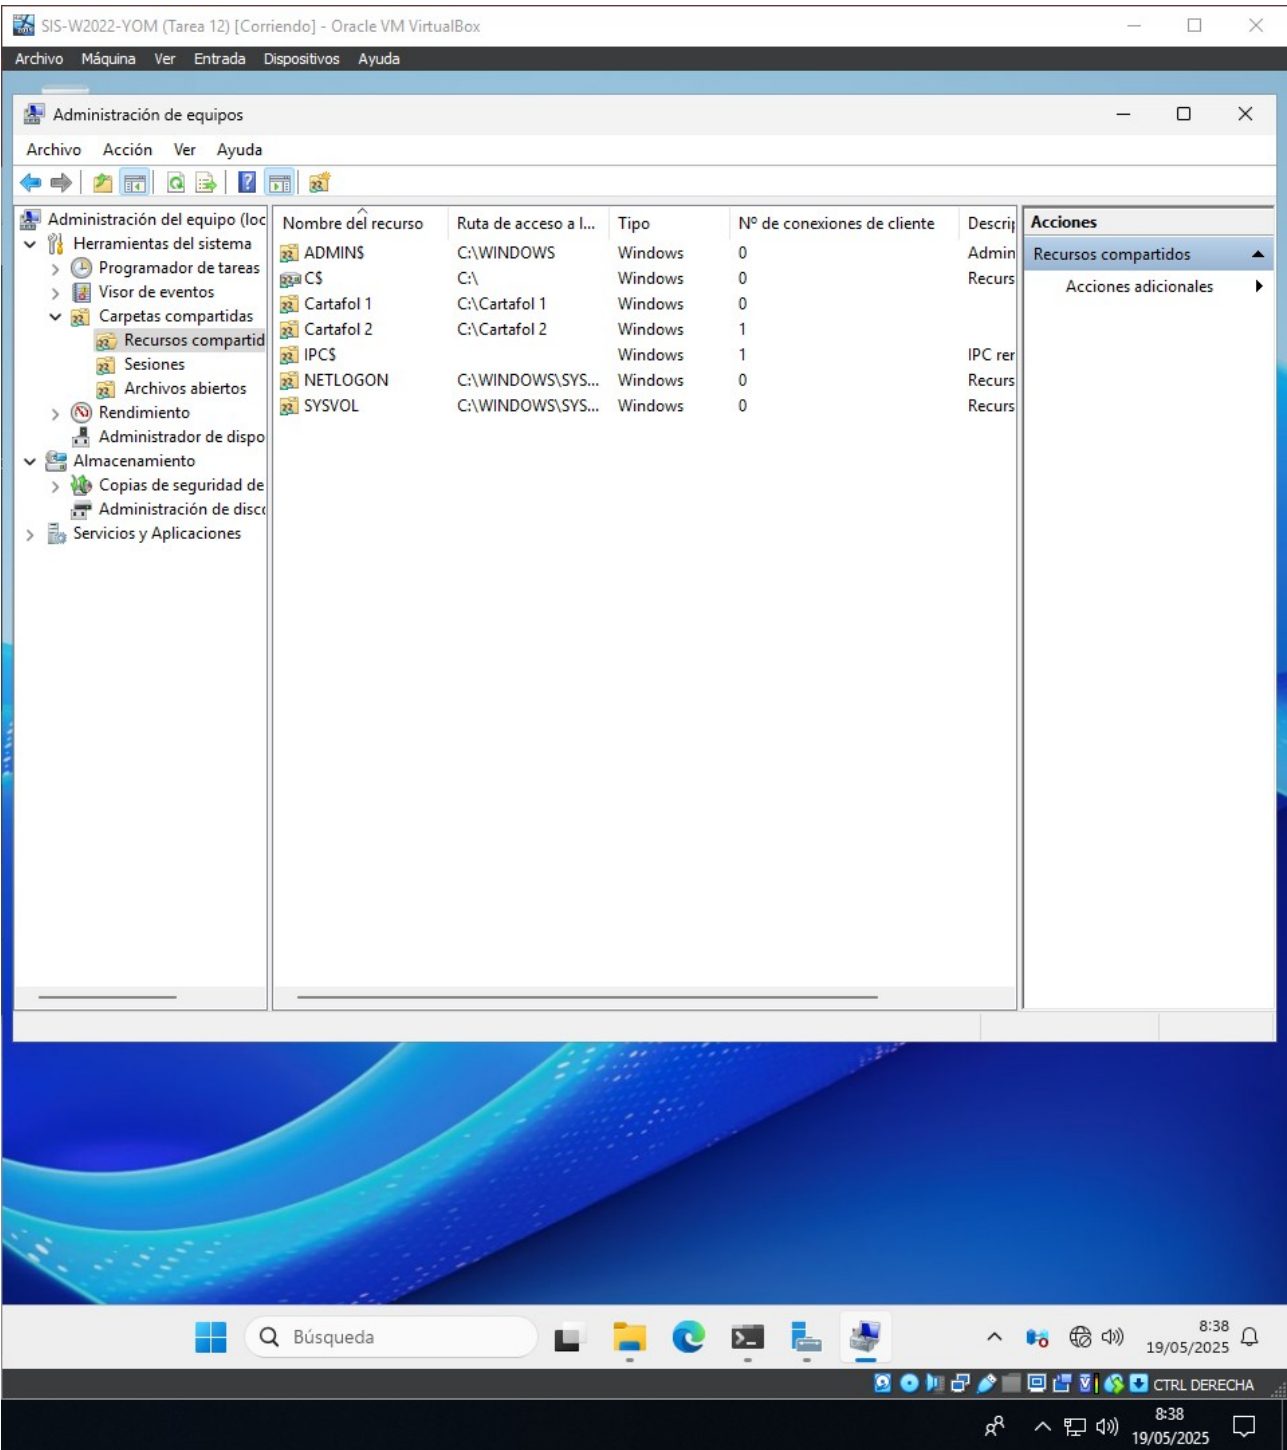 SIS-W2022-YOM (Tarea 12) [Corriendo] - Oracle VM VirtualBox
Archivo Máquina Ver Entrada Dispositivos Ayuda
Administración de equipos
Archivo Acción Ver Ayuda
Administración del equipo (loc
Herramientas del sistema
Programador de tareas
Visor de eventos
Carpetas compartidas
Recursos compartid
Sesiones
Archivos abiertos
Rendimiento
Administrador de dispo
Almacenamiento
Copias de seguridad de
Administración de disco
Servicios y Aplicaciones
Nombre del recurso Ruta de acceso a l... Tipo Nº de conexiones de cliente Descrip
ADMIN$ C:\WINDOWS Windows 0 Admin
C$ C:\ Windows 0 Recurs
Cartafol 1 C:\Cartafol 1 Windows 0
Cartafol 2 C:\Cartafol 2 Windows 1
IPC$ Windows 1 IPC rer
NETLOGON C:\WINDOWS\SYS... Windows 0 Recurs
SYSVOL C:\WINDOWS\SYS... Windows 0 Recurs
Acciones
Recursos compartidos
Acciones adicionales
Búsqueda
8:38
19/05/2025
CTRL DERECHA
8:38
19/05/2025